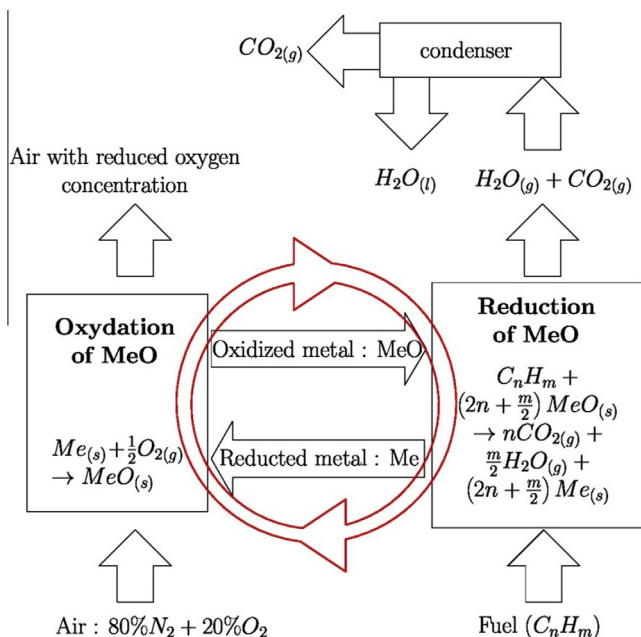 CO₂₍g₎
condenser
Air with reduced oxygen
concentration
H₂O₍l₎
H₂O(g) + CO₂(g)
Oxydation
of MeO
Oxidized metal : MeO
Reduction
of MeO
CₙHₘ +
(2n + m/2) MeO(s)
→ nCO₂(g) +
m/2 H₂O(g) +
(2n + m/2) Me(s)
Me(s) + 1/2 O₂(g)
→ MeO(s)
Reducted metal : Me
Air : 80%N₂ + 20%O₂
Fuel (CₙHₘ)